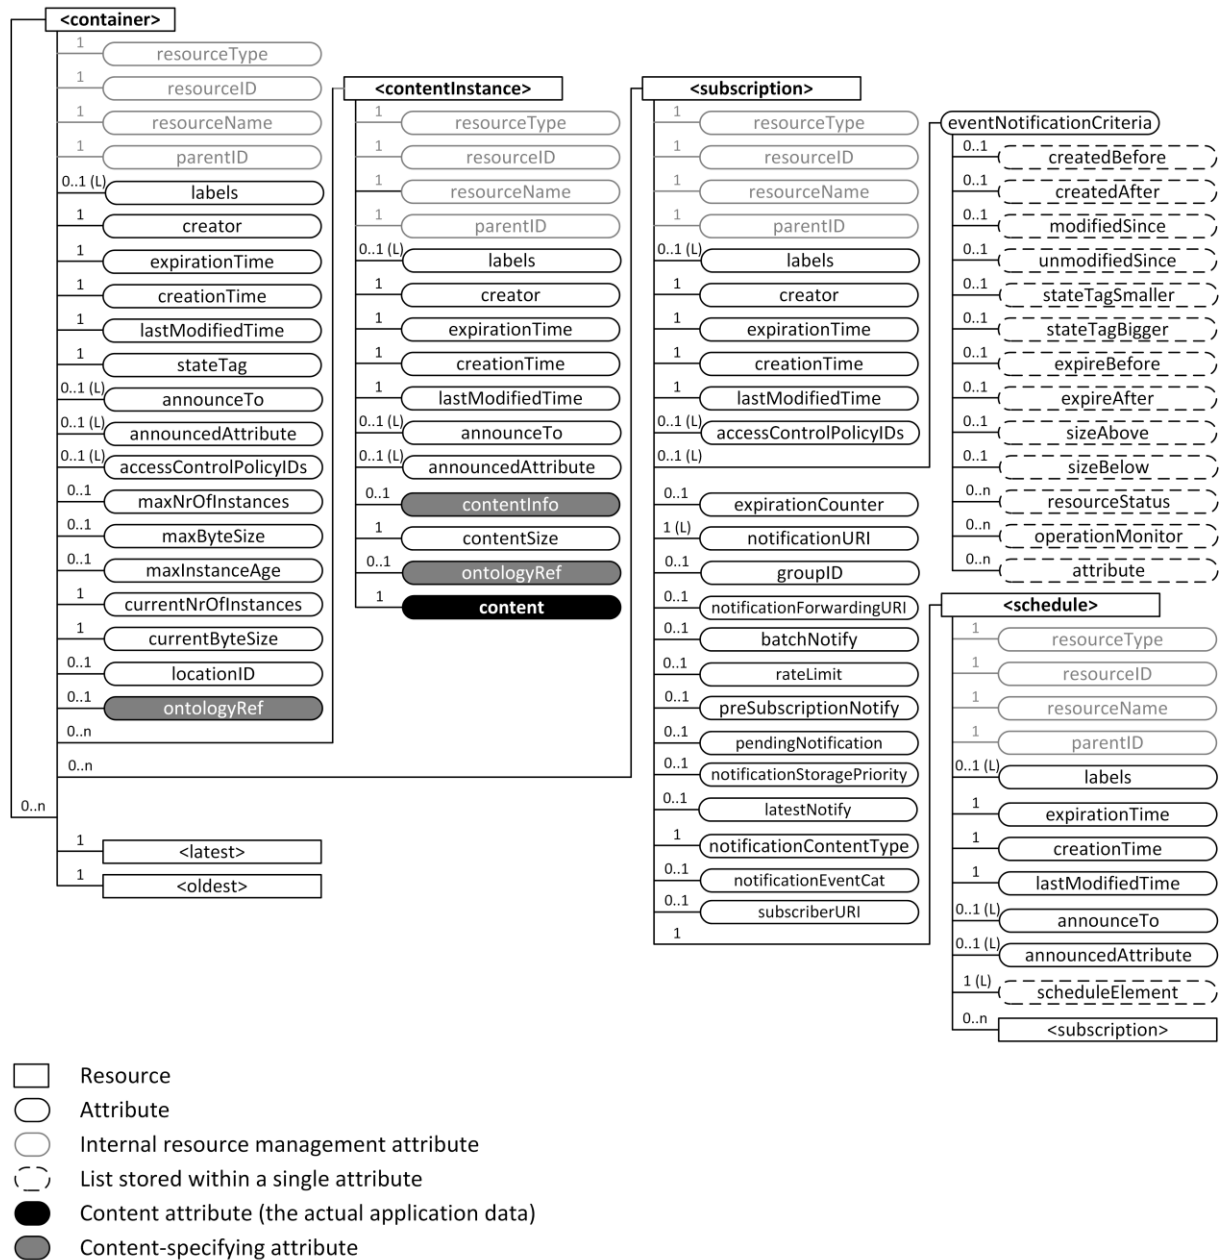 <container>
1 resourceType
1 resourceID
1 resourceName
1 parentID
0..1 (L) labels
1 creator
1 expirationTime
1 creationTime
1 lastModifiedTime
1 stateTag
0..1 (L) announceTo
0..1 (L) announcedAttribute
0..1 (L) accessControlPolicyIDs
0..1 maxNrOfInstances
0..1 maxByteSize
0..1 maxInstanceAge
1 currentNrOfInstances
1 currentByteSize
0..1 locationID
0..1 ontologyRef
0..n
0..n
0..n
1 <latest>
1 <oldest>
<contentInstance>
1 resourceType
1 resourceID
1 resourceName
1 parentID
0..1 (L) labels
1 creator
1 expirationTime
1 creationTime
1 lastModifiedTime
0..1 (L) announceTo
0..1 (L) announcedAttribute
0..1 contentInfo
1 contentSize
0..1 ontologyRef
1 content
<subscription>
1 resourceType
1 resourceID
1 resourceName
1 parentID
0..1 (L) labels
1 creator
1 expirationTime
1 creationTime
1 lastModifiedTime
0..1 (L) accessControlPolicyIDs
0..1 (L)
0..1 expirationCounter
1 (L) notificationURI
0..1 groupID
0..1 notificationForwardingURI
0..1 batchNotify
0..1 rateLimit
0..1 preSubscriptionNotify
0..1 pendingNotification
0..1 notificationStoragePriority
0..1 latestNotify
1 notificationContentType
0..1 notificationEventCat
0..1 subscriberURI
1
eventNotificationCriteria
0..1 createdBefore
0..1 createdAfter
0..1 modifiedSince
0..1 unmodifiedSince
0..1 stateTagSmaller
0..1 stateTagBigger
0..1 expireBefore
0..1 expireAfter
0..1 sizeAbove
0..1 sizeBelow
0..n resourceStatus
0..n operationMonitor
0..n attribute
<schedule>
1 resourceType
1 resourceID
1 resourceName
1 parentID
0..1 (L) labels
1 expirationTime
1 creationTime
1 lastModifiedTime
0..1 (L) announceTo
0..1 (L) announcedAttribute
1 (L) scheduleElement
0..n <subscription>
Resource
Attribute
Internal resource management attribute
List stored within a single attribute
Content attribute (the actual application data)
Content-specifying attribute